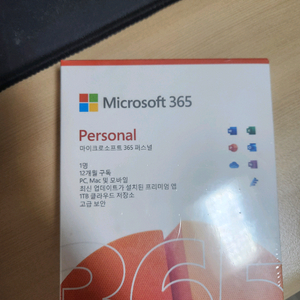 Microsoft 365
Personal
마이크로소프트 365 퍼스널
1명
12개월 구독
PC, Mac 및 모바일
최신 업데이트가 설치된 프리미엄 앱
1TB 클라우드 저장소
고급 보안
365